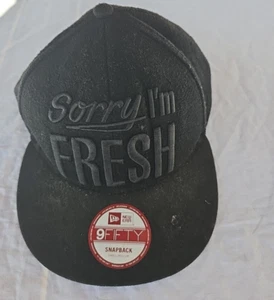 Sorry I'm
FRESH
NEW ERA
9FIFTY
SNAPBACK